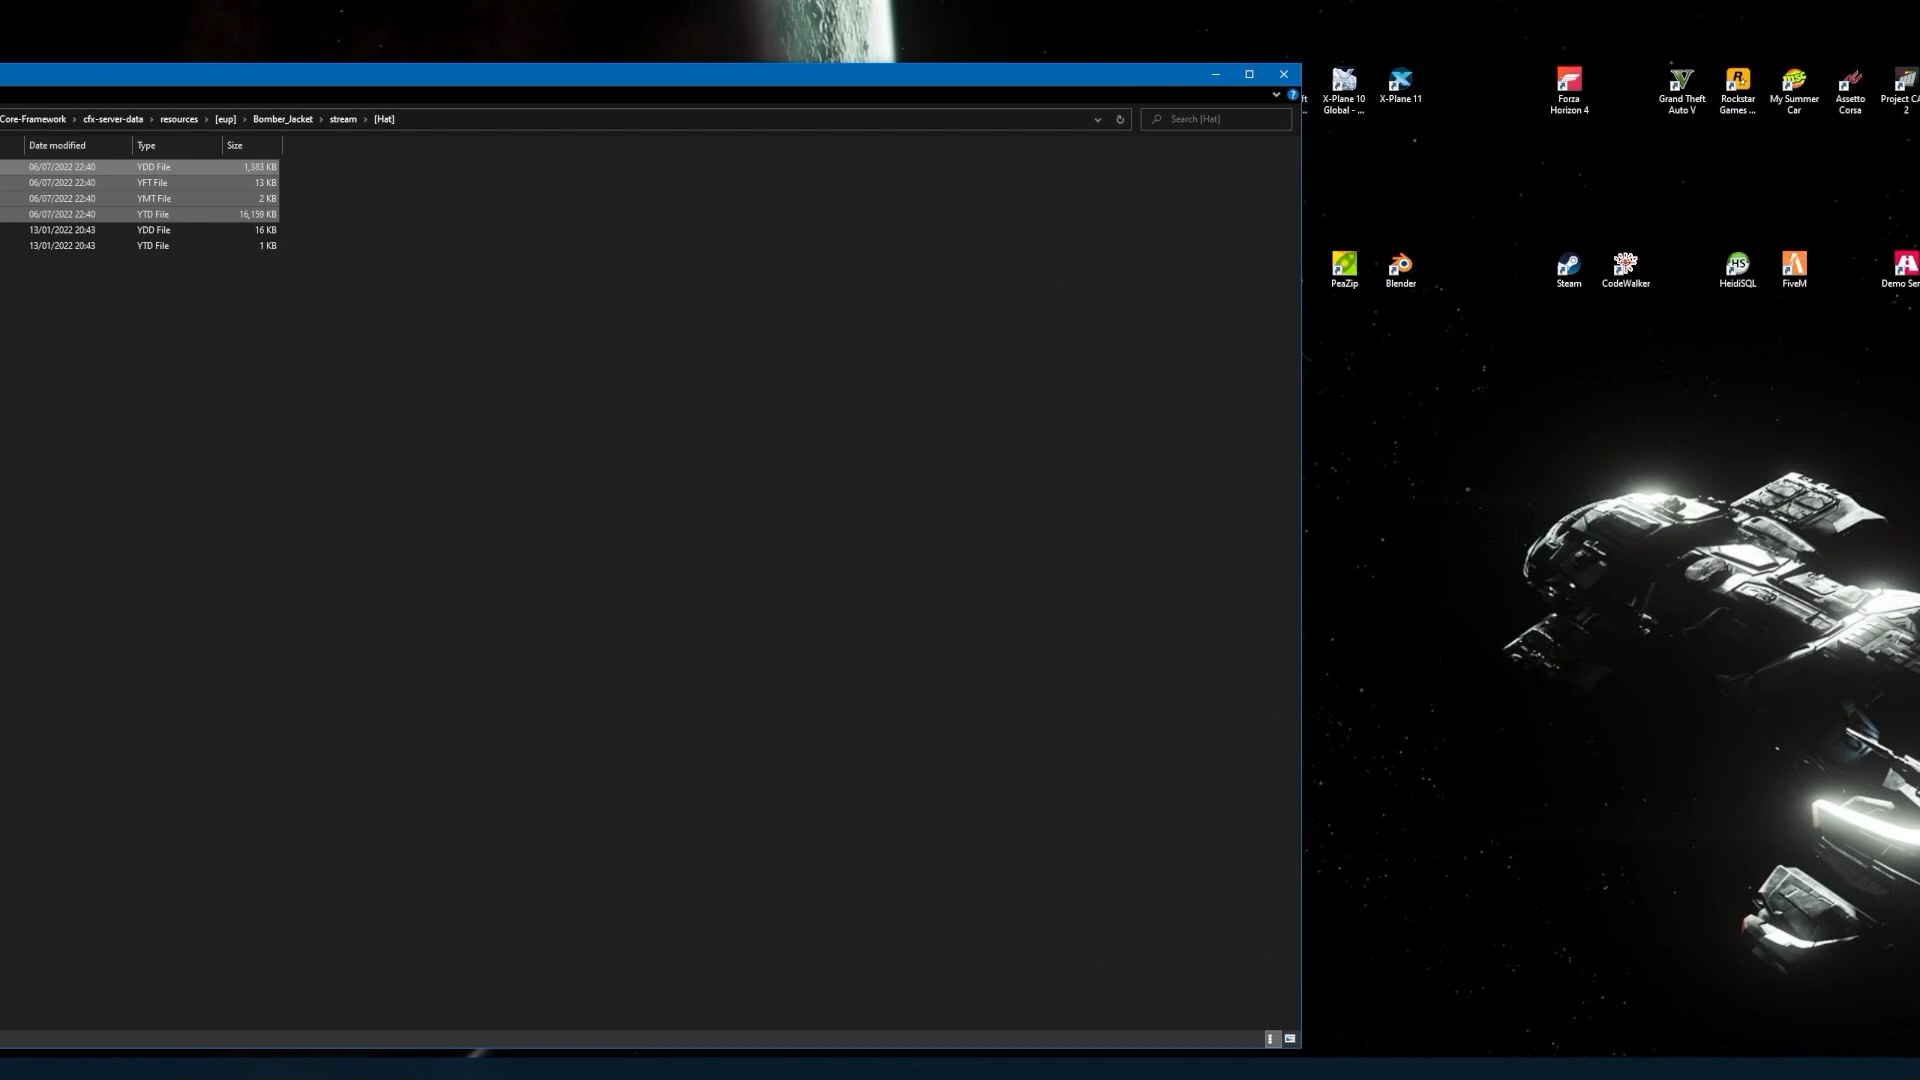 Core-Framework > cfx-server-data > resources > [eup] > Bomber_Jacket > stream > [Hat]
Search [Hat]
Date modified Type Size
06/07/2022 22:40 YDD File 1,383 KB
06/07/2022 22:40 YFT File 13 KB
06/07/2022 22:40 YMT File 2 KB
06/07/2022 22:40 YTD File 16,159 KB
13/01/2022 20:43 YDD File 16 KB
13/01/2022 20:43 YTD File 1 KB
X-Plane 10
Global - ...
X-Plane 11
Forza
Horizon 4
Grand Theft
Auto V
Rockstar
Games ...
My Summer
Car
Assetto
Corsa
Project CA
2
PeaZip
Blender
Steam
CodeWalker
HeidiSQL
FiveM
Demo Ser